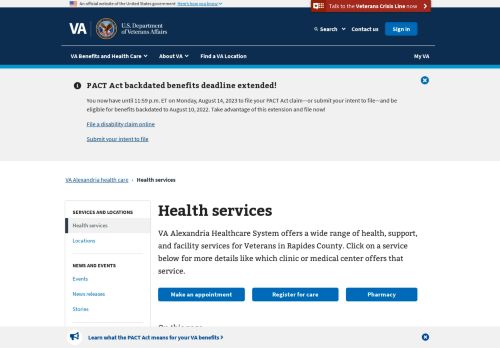 An official website of the United States government Here's how you know
Talk to the Veterans Crisis Line now
VA
U.S. Department
of Veterans Affairs
Search
Contact us
Sign in
VA Benefits and Health Care
About VA
Find a VA Location
My VA
PACT Act backdated benefits deadline extended!
You now have until 11:59 p.m. ET on Monday, August 14, 2023 to file your PACT Act claim—or submit your intent to file—and be
eligible for benefits backdated to August 10, 2022. Take advantage of this extension and file now!
File a disability claim online
Submit your intent to file
VA Alexandria health care › Health services
SERVICES AND LOCATIONS
Health services
Locations
NEWS AND EVENTS
Events
News releases
Stories
Health services
VA Alexandria Healthcare System offers a wide range of health, support,
and facility services for Veterans in Rapides County. Click on a service
below for more details like which clinic or medical center offers that
service.
Make an appointment
Register for care
Pharmacy
On this page
Learn what the PACT Act means for your VA benefits